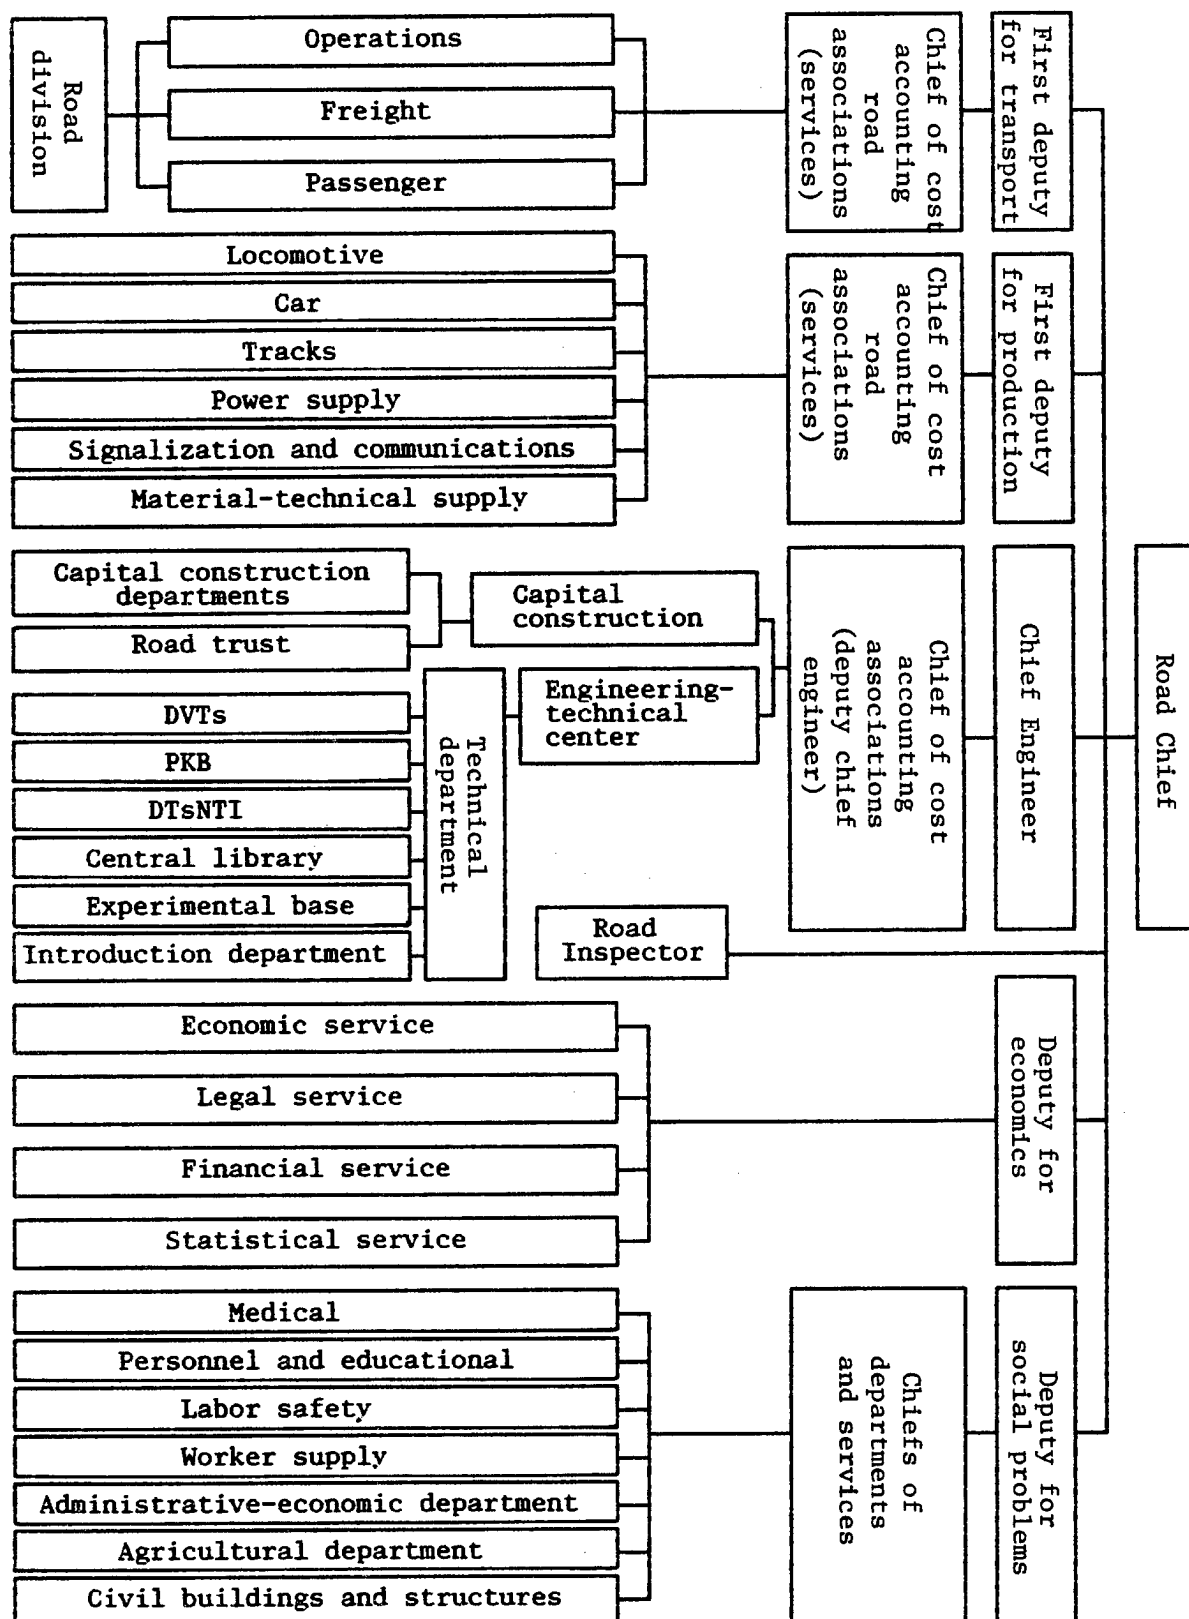 Road
division
Operations
Freight
Passenger
Chief of cost
accounting
road
associations
(services)
First deputy
for transport
Locomotive
Car
Tracks
Power supply
Signalization and communications
Material-technical supply
Chief of cost
accounting
road
associations
(services)
First deputy
for production
Capital construction
departments
Road trust
Capital
construction
DVTs
PKB
DTsNTI
Central library
Experimental base
Introduction department
Technical
department
Engineering-
technical
center
Chief of cost
accounting
associations
(deputy chief
engineer)
Chief Engineer
Road Chief
Road
Inspector
Economic service
Legal service
Financial service
Statistical service
Deputy for
economics
Medical
Personnel and educational
Labor safety
Worker supply
Administrative-economic department
Agricultural department
Civil buildings and structures
Chiefs of
departments
and services
Deputy for
social problems